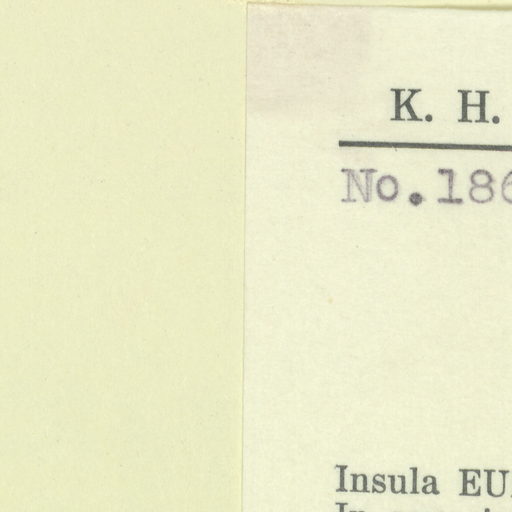 K. H.
No.186
Insula EU